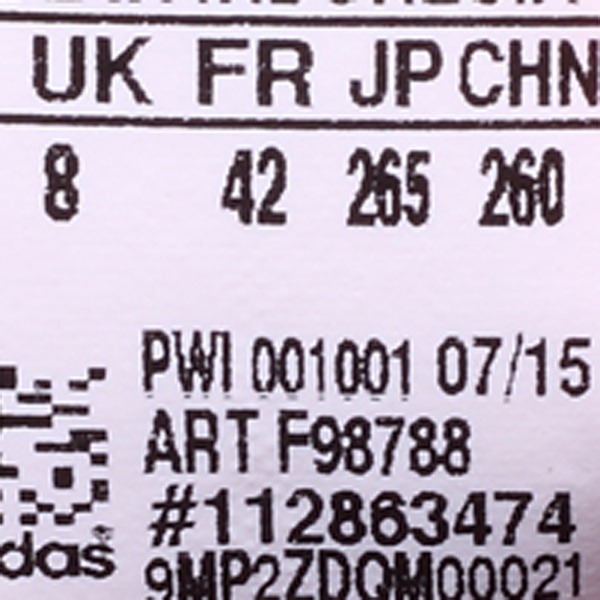 UK FR JP CHN
8 42 265 260
PWI 001001 07/15
ART F98788
#112863474
das
9MP2ZDQM00021